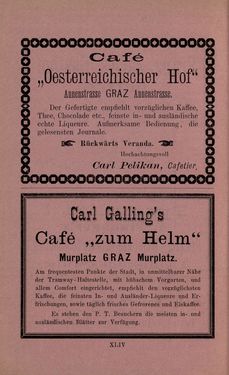 Café
„Oesterreichischer Hof“
Annenstrasse GRAZ Annenstrasse.
Der Gefertigte empfiehlt vorzüglichen Kaffee,
Thee, Chocolade etc., feinste in- und ausländische
echte Liqueure. Aufmerksame Bedienung, die
gelesensten Journale.
Rückwärts Veranda.
Hochachtungsvoll
Carl Pelikan, Cafetier.
Carl Galling's
Café „zum Helm“
Murplatz GRAZ Murplatz.
Am frequentesten Punkte der Stadt, in unmittelbarer Nähe
der Tramway-Haltestelle, mit hübschem Vorgarten, und
allem Comfort eingerichtet, empfiehlt den vorzüglichsten
Kaffee, die feinsten In- und Ausländer-Liqueure und Er-
frischungen, sowie täglich frisches Gefrorenes und Eiskaffee.
Es stehen den P. T. Besuchern die meisten in- und
ausländischen Blätter zur Verfügung.
XLIV